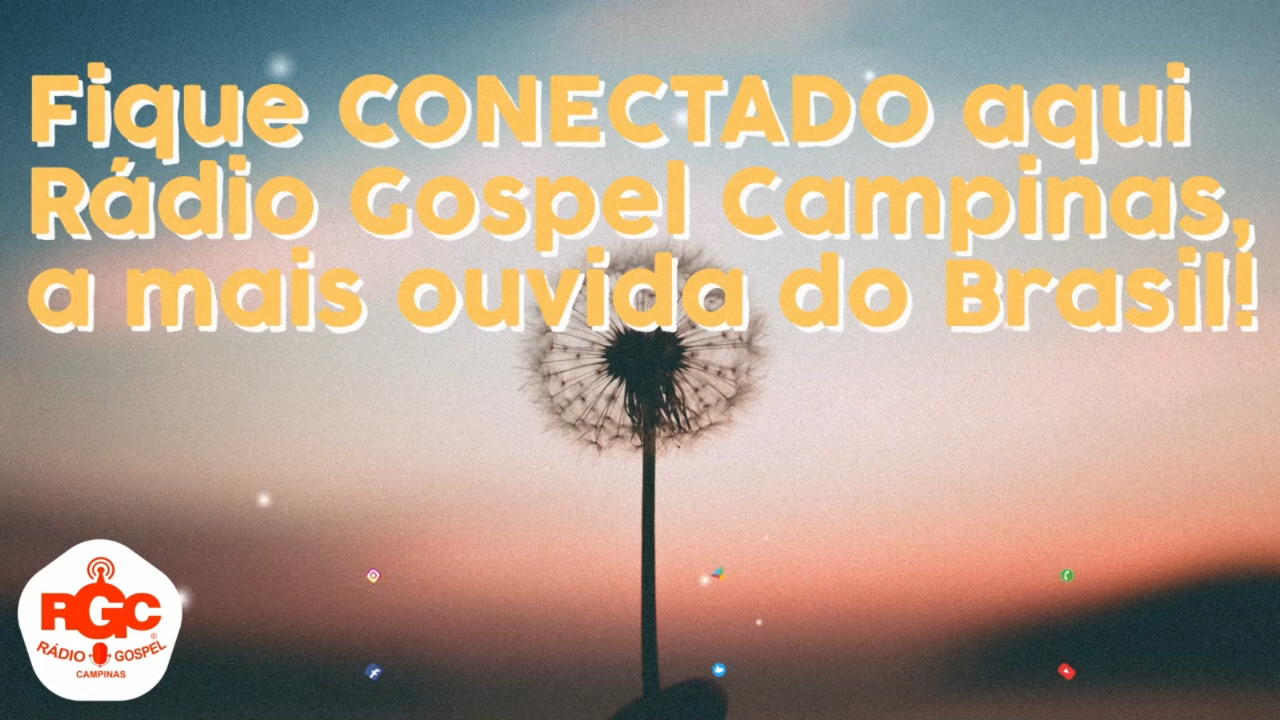 Fique CONECTADO aqui
Rádio Gospel Campinas,
a mais ouvida do Brasil!
RGC
®
RÁDIO GOSPEL
CAMPINAS